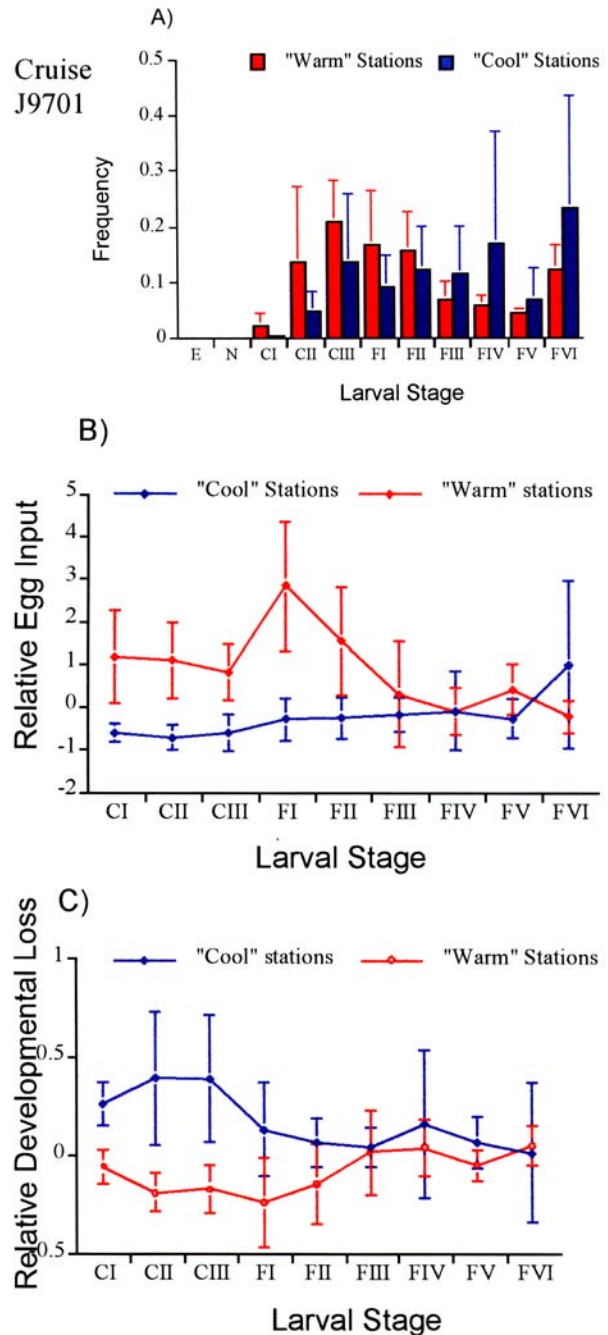 A)
Cruise
J9701
"Warm" Stations "Cool" Stations
0.5
0.4
0.3
0.2
0.1
0
Frequency
E N CI CII CIII FI FII FIII FIV FV FVI
Larval Stage
B)
"Cool" Stations "Warm" stations
5
4
3
2
1
0
-1
-2
Relative Egg Input
CI CII CIII FI FII FIII FIV FV FVI
Larval Stage
C)
"Cool" stations "Warm" Stations
1
0.5
0
0.5
Relative Developmental Loss
CI CII CIII FI FII FIII FIV FV FVI
Larval Stage